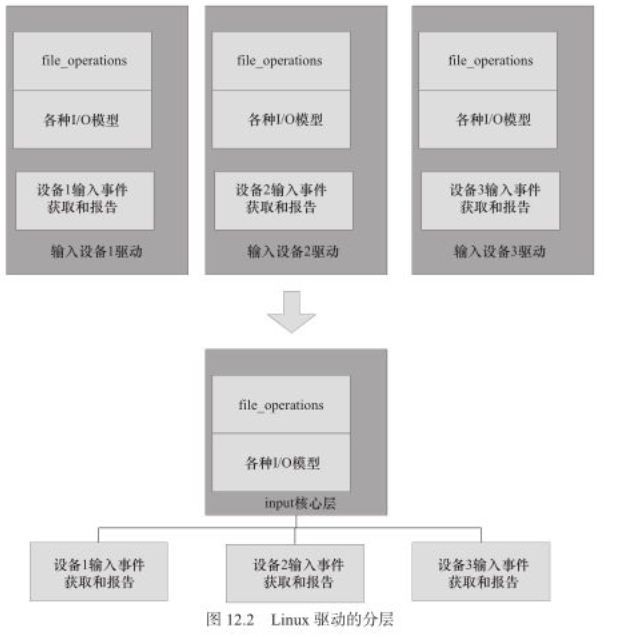 file_operations
各种I/O模型
设备1输入事件
获取和报告
输入设备1驱动
file_operations
各种I/O模型
设备2输入事件
获取和报告
输入设备2驱动
file_operations
各种I/O模型
设备3输入事件
获取和报告
输入设备3驱动
file_operations
各种I/O模型
input核心层
设备1输入事件
获取和报告
设备2输入事件
获取和报告
设备3输入事件
获取和报告
图 12.2 Linux 驱动的分层